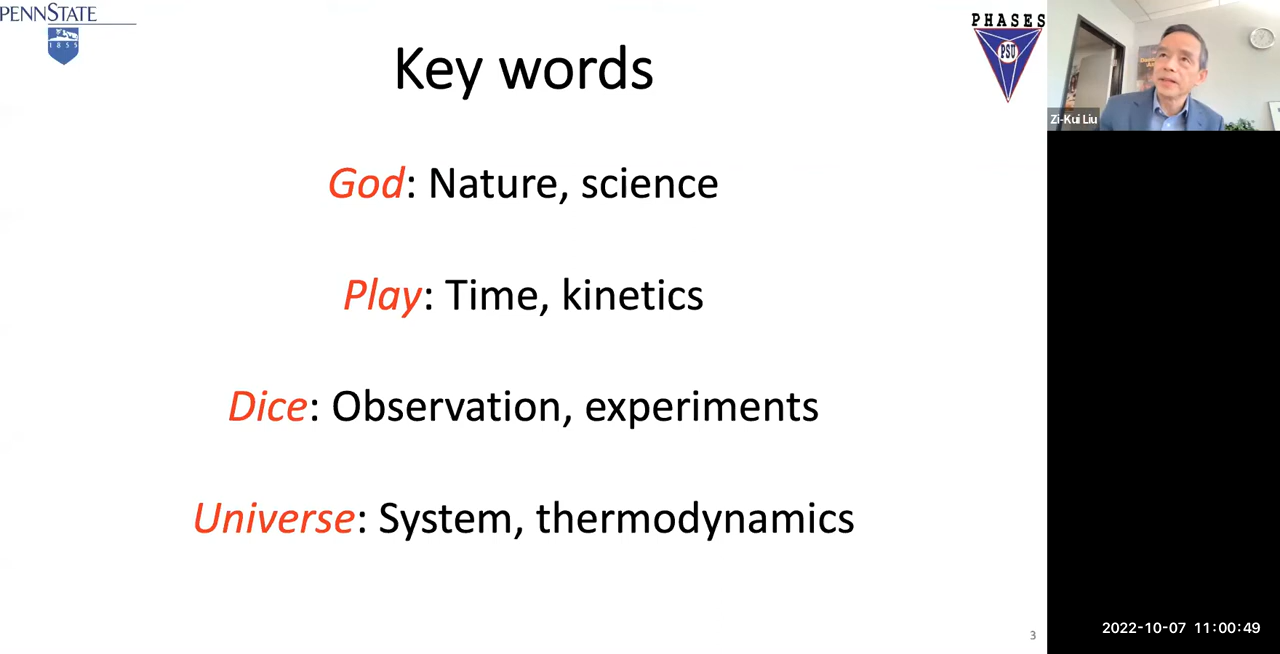 PENNSTATE
1855
Key words
PHASES
PSU
Zi-Kui Liu
God: Nature, science
Play: Time, kinetics
Dice: Observation, experiments
Universe: System, thermodynamics
3
2022-10-07 11:00:49